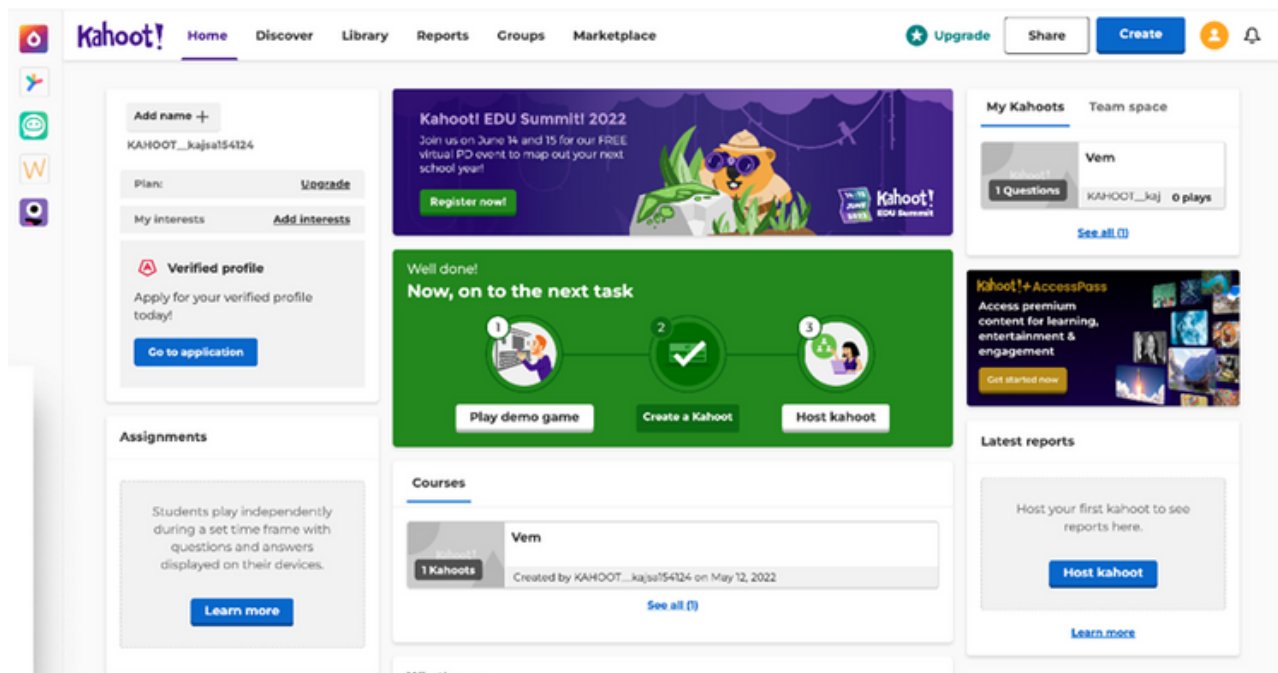 Kahoot!
Home Discover Library Reports Groups Marketplace
Upgrade
Share
Create
Add name +
KAHOOT__kajsa154124
Plan: Upgrade
My interests Add interests
Verified profile
Apply for your verified profile
today!
Go to application
Assignments
Students play independently
during a set time frame with
questions and answers
displayed on their devices.
Learn more
Kahoot! EDU Summit! 2022
Join us on June 14 and 15 for our FREE
virtual PD event to map out your next
school year!
Register now!
14-15
JUNE
2022
Kahoot!
EDU Summit
Well done!
Now, on to the next task
1
2
3
Play demo game
Create a Kahoot
Host kahoot
Courses
Vem
Kahoot!
1 Kahoots
Created by KAHOOT__kajsa154124 on May 12, 2022
See all (1)
My Kahoots Team space
Vem
Kahoot!
1 Questions
KAHOOT__kaj 0 plays
See all (1)
Kahoot!+ AccessPass
Access premium
content for learning,
entertainment &
engagement
Get started now
Latest reports
Host your first kahoot to see
reports here.
Host kahoot
Learn more